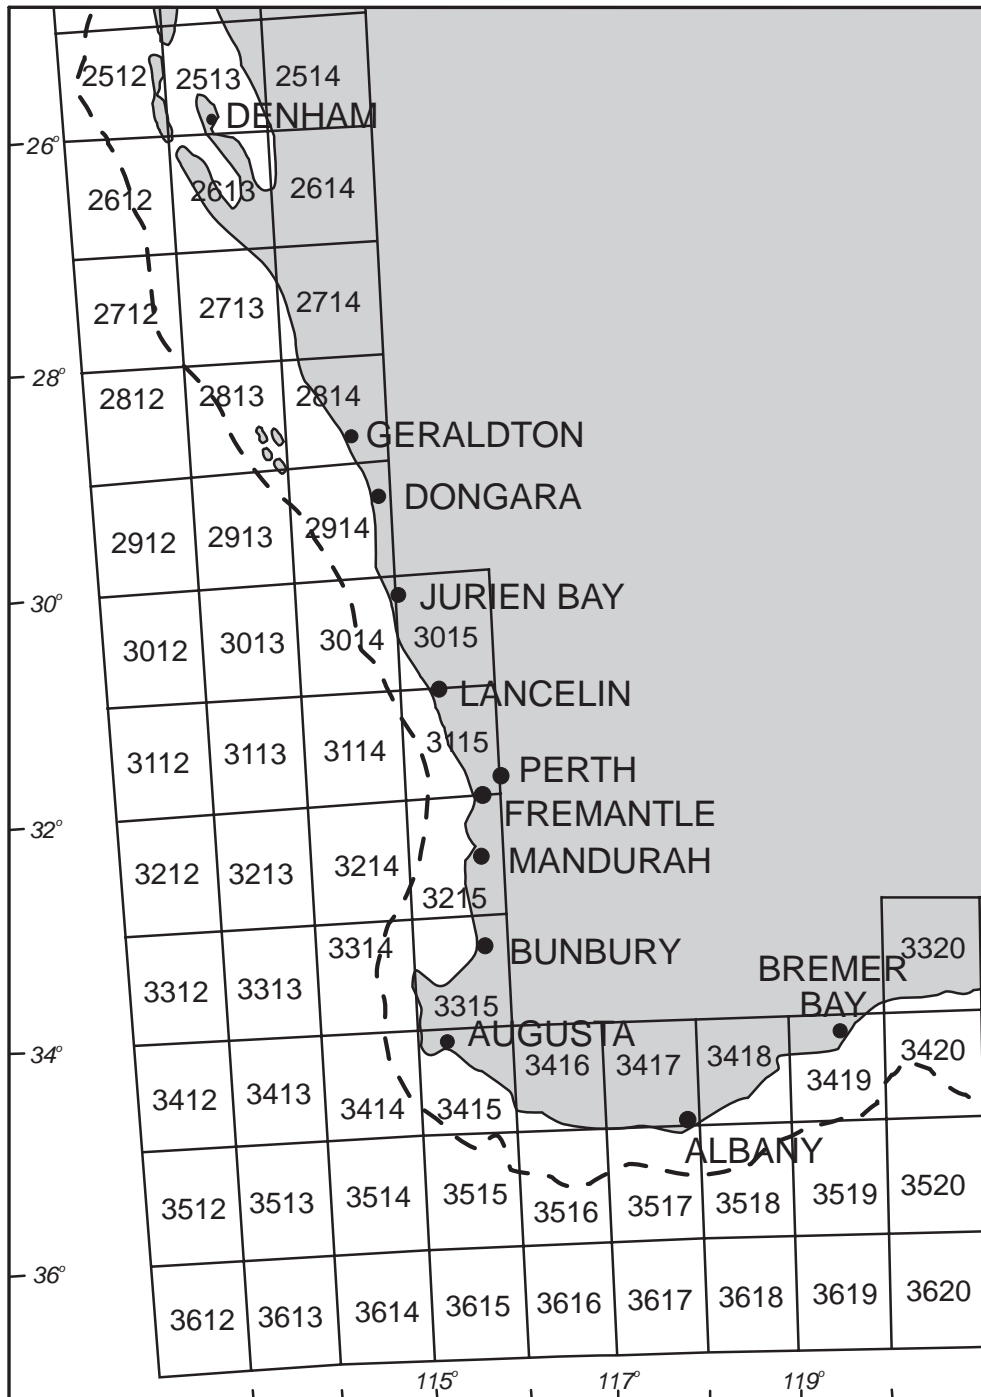 2512 2513 2514
DENHAM
26°
2612 2613 2614
2712 2713 2714
28°
2812 2813 2814
GERALDTON
DONGARA
2912 2913 2914
30°
JURIEN BAY
3012 3013 3014 3015
LANCELIN
3112 3113 3114 3115
PERTH
FREMANTLE
32°
MANDURAH
3212 3213 3214 3215
BUNBURY
3312 3313 3314 3315
BREMER
BAY
3320
AUGUSTA
34°
3412 3413 3414 3415 3416 3417 3418 3419 3420
ALBANY
3512 3513 3514 3515 3516 3517 3518 3519 3520
36°
3612 3613 3614 3615 3616 3617 3618 3619 3620
115° 117° 119°